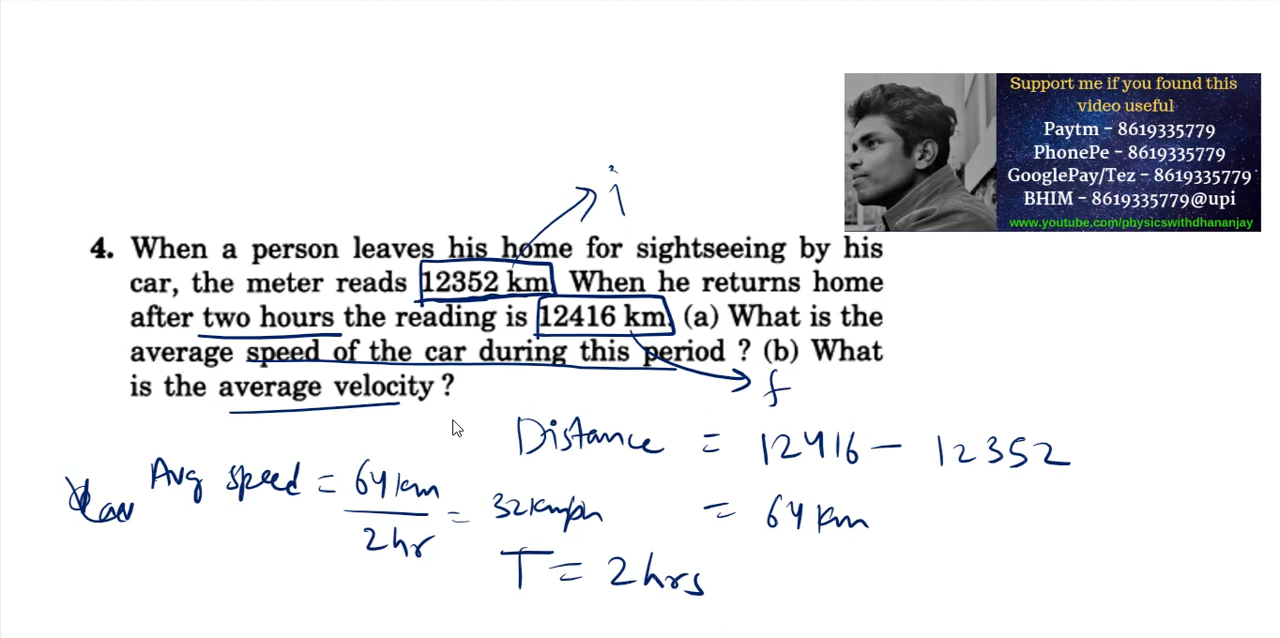 Support me if you found this
video useful
Paytm - 8619335779
PhonePe - 8619335779
GooglePay/Tez - 8619335779
BHIM - 8619335779@upi
www.youtube.com/physicswithdhananjay
i
4. When a person leaves his home for sightseeing by his
car, the meter reads 12352 km. When he returns home
after two hours the reading is 12416 km. (a) What is the
average speed of the car during this period ? (b) What
is the average velocity ?
f
Distance = 12416 - 12352
= 64 km
Avg speed = 64 km / 2 hr = 32 kmph
T = 2 hrs